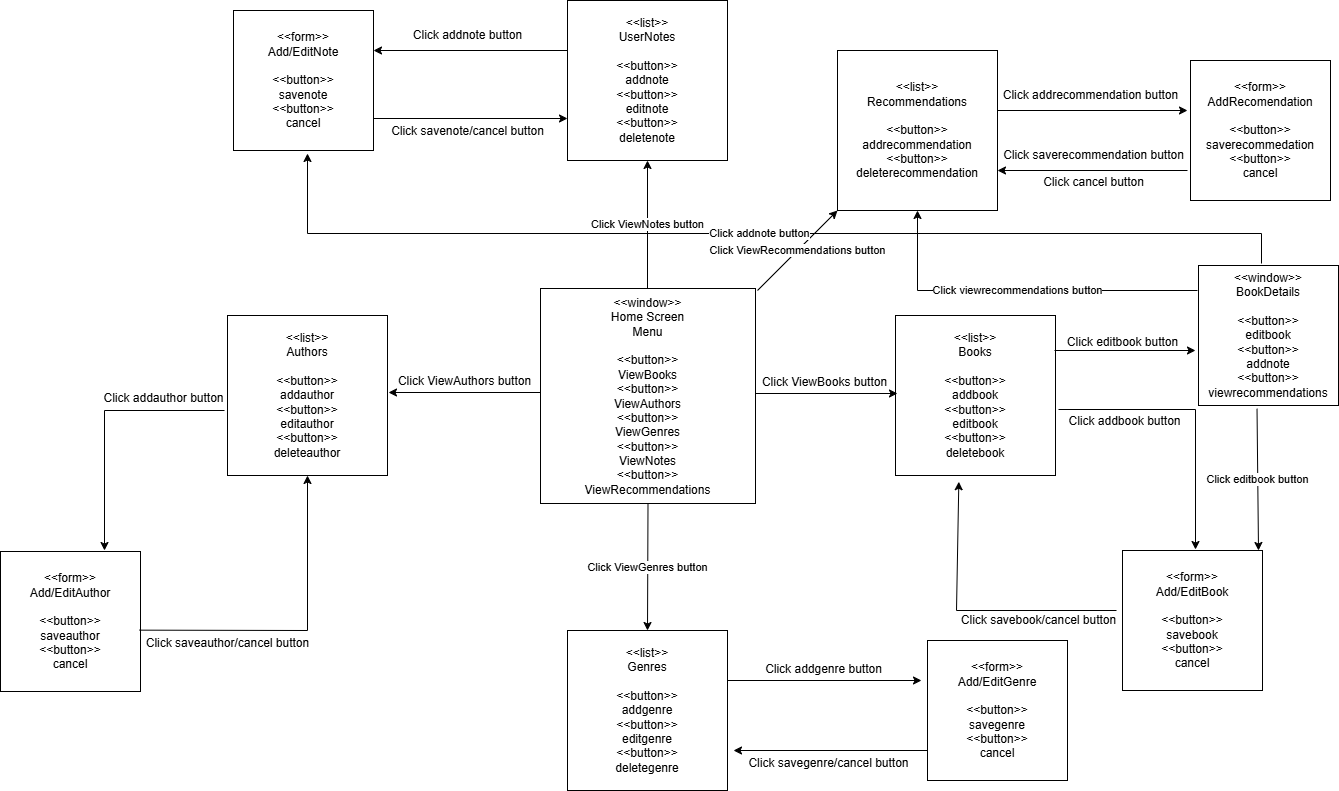 <<form>>
Add/EditNote
<<button>>
savenote
<<button>>
cancel
Click addnote button
Click savenote/cancel button
<<list>>
UserNotes
<<button>>
addnote
<<button>>
editnote
<<button>>
deletenote
<<list>>
Recommendations
<<button>>
addrecommendation
<<button>>
deleterecommendation
Click addrecommendation button
Click saverecommendation button
Click cancel button
<<form>>
AddRecomendation
<<button>>
saverecommedation
<<button>>
cancel
Click ViewNotes button
Click addnote button
Click ViewRecommendations button
Click viewrecommendations button
<<window>>
BookDetails
<<button>>
editbook
<<button>>
addnote
<<button>>
viewrecommendations
<<list>>
Authors
<<button>>
addauthor
<<button>>
editauthor
<<button>>
deleteauthor
Click ViewAuthors button
<<window>>
Home Screen
Menu
<<button>>
ViewBooks
<<button>>
ViewAuthors
<<button>>
ViewGenres
<<button>>
ViewNotes
<<button>>
ViewRecommendations
Click ViewBooks button
<<list>>
Books
<<button>>
addbook
<<button>>
editbook
<<button>>
deletebook
Click editbook button
Click addbook button
Click editbook button
Click addauthor button
<<form>>
Add/EditAuthor
<<button>>
saveauthor
<<button>>
cancel
Click saveauthor/cancel button
Click ViewGenres button
<<form>>
Add/EditBook
<<button>>
savebook
<<button>>
cancel
Click savebook/cancel button
<<list>>
Genres
<<button>>
addgenre
<<button>>
editgenre
<<button>>
deletegenre
Click addgenre button
Click savegenre/cancel button
<<form>>
Add/EditGenre
<<button>>
savegenre
<<button>>
cancel